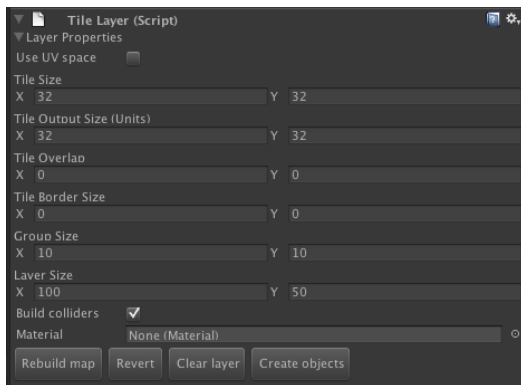 Tile Layer (Script)
Layer Properties
Use UV space
Tile Size
X 32 Y 32
Tile Output Size (Units)
X 32 Y 32
Tile Overlap
X 0 Y 0
Tile Border Size
X 0 Y 0
Group Size
X 10 Y 10
Layer Size
X 100 Y 50
Build colliders
Material None (Material)
Rebuild map Revert Clear layer Create objects